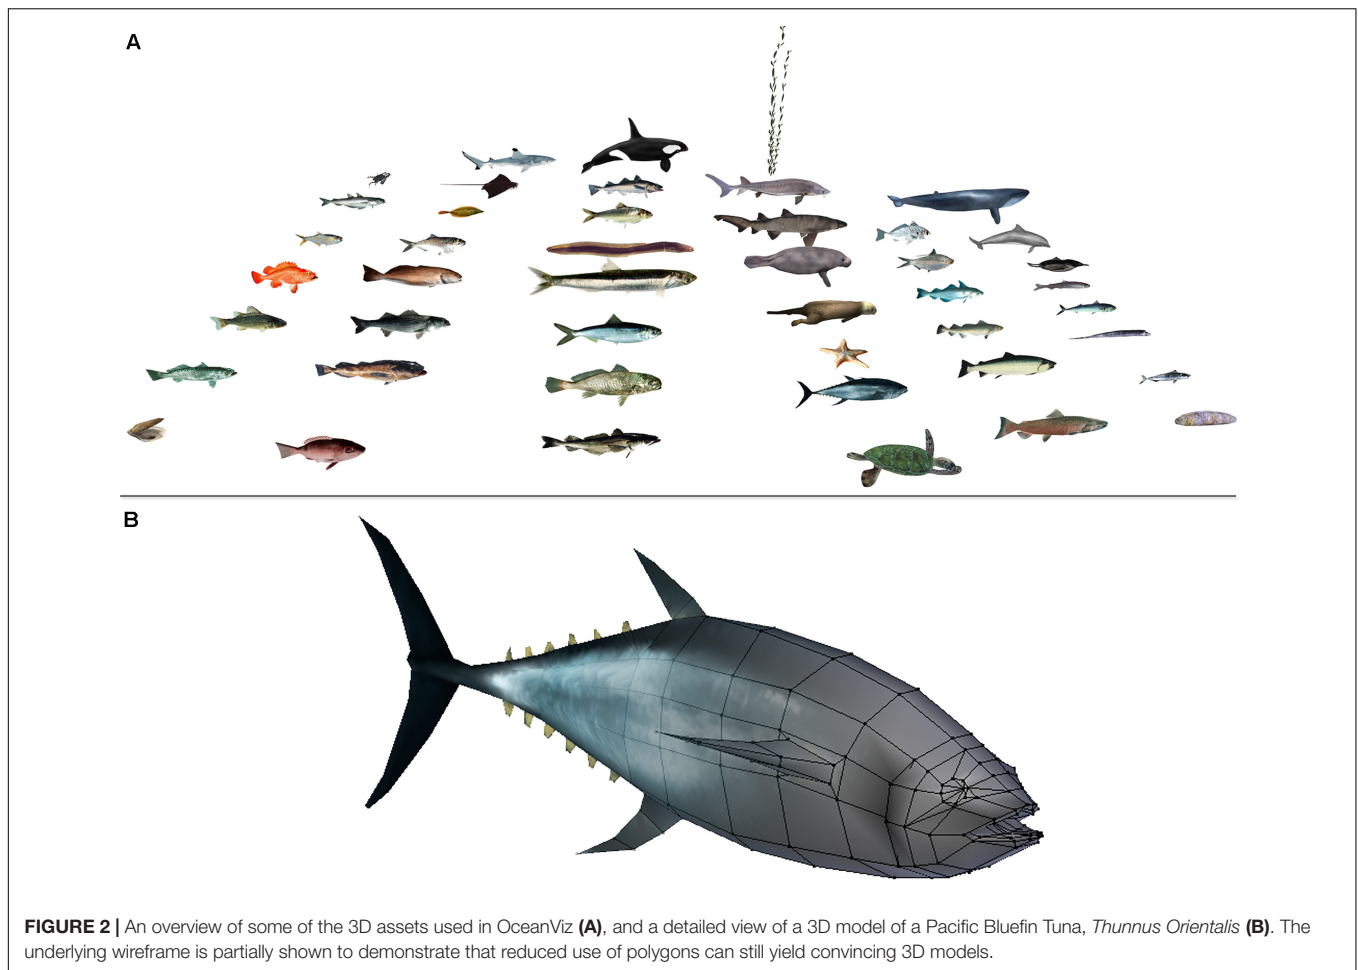 A
B
FIGURE 2 | An overview of some of the 3D assets used in OceanViz (A), and a detailed view of a 3D model of a Pacific Bluefin Tuna, Thunnus Orientalis (B). The
underlying wireframe is partially shown to demonstrate that reduced use of polygons can still yield convincing 3D models.